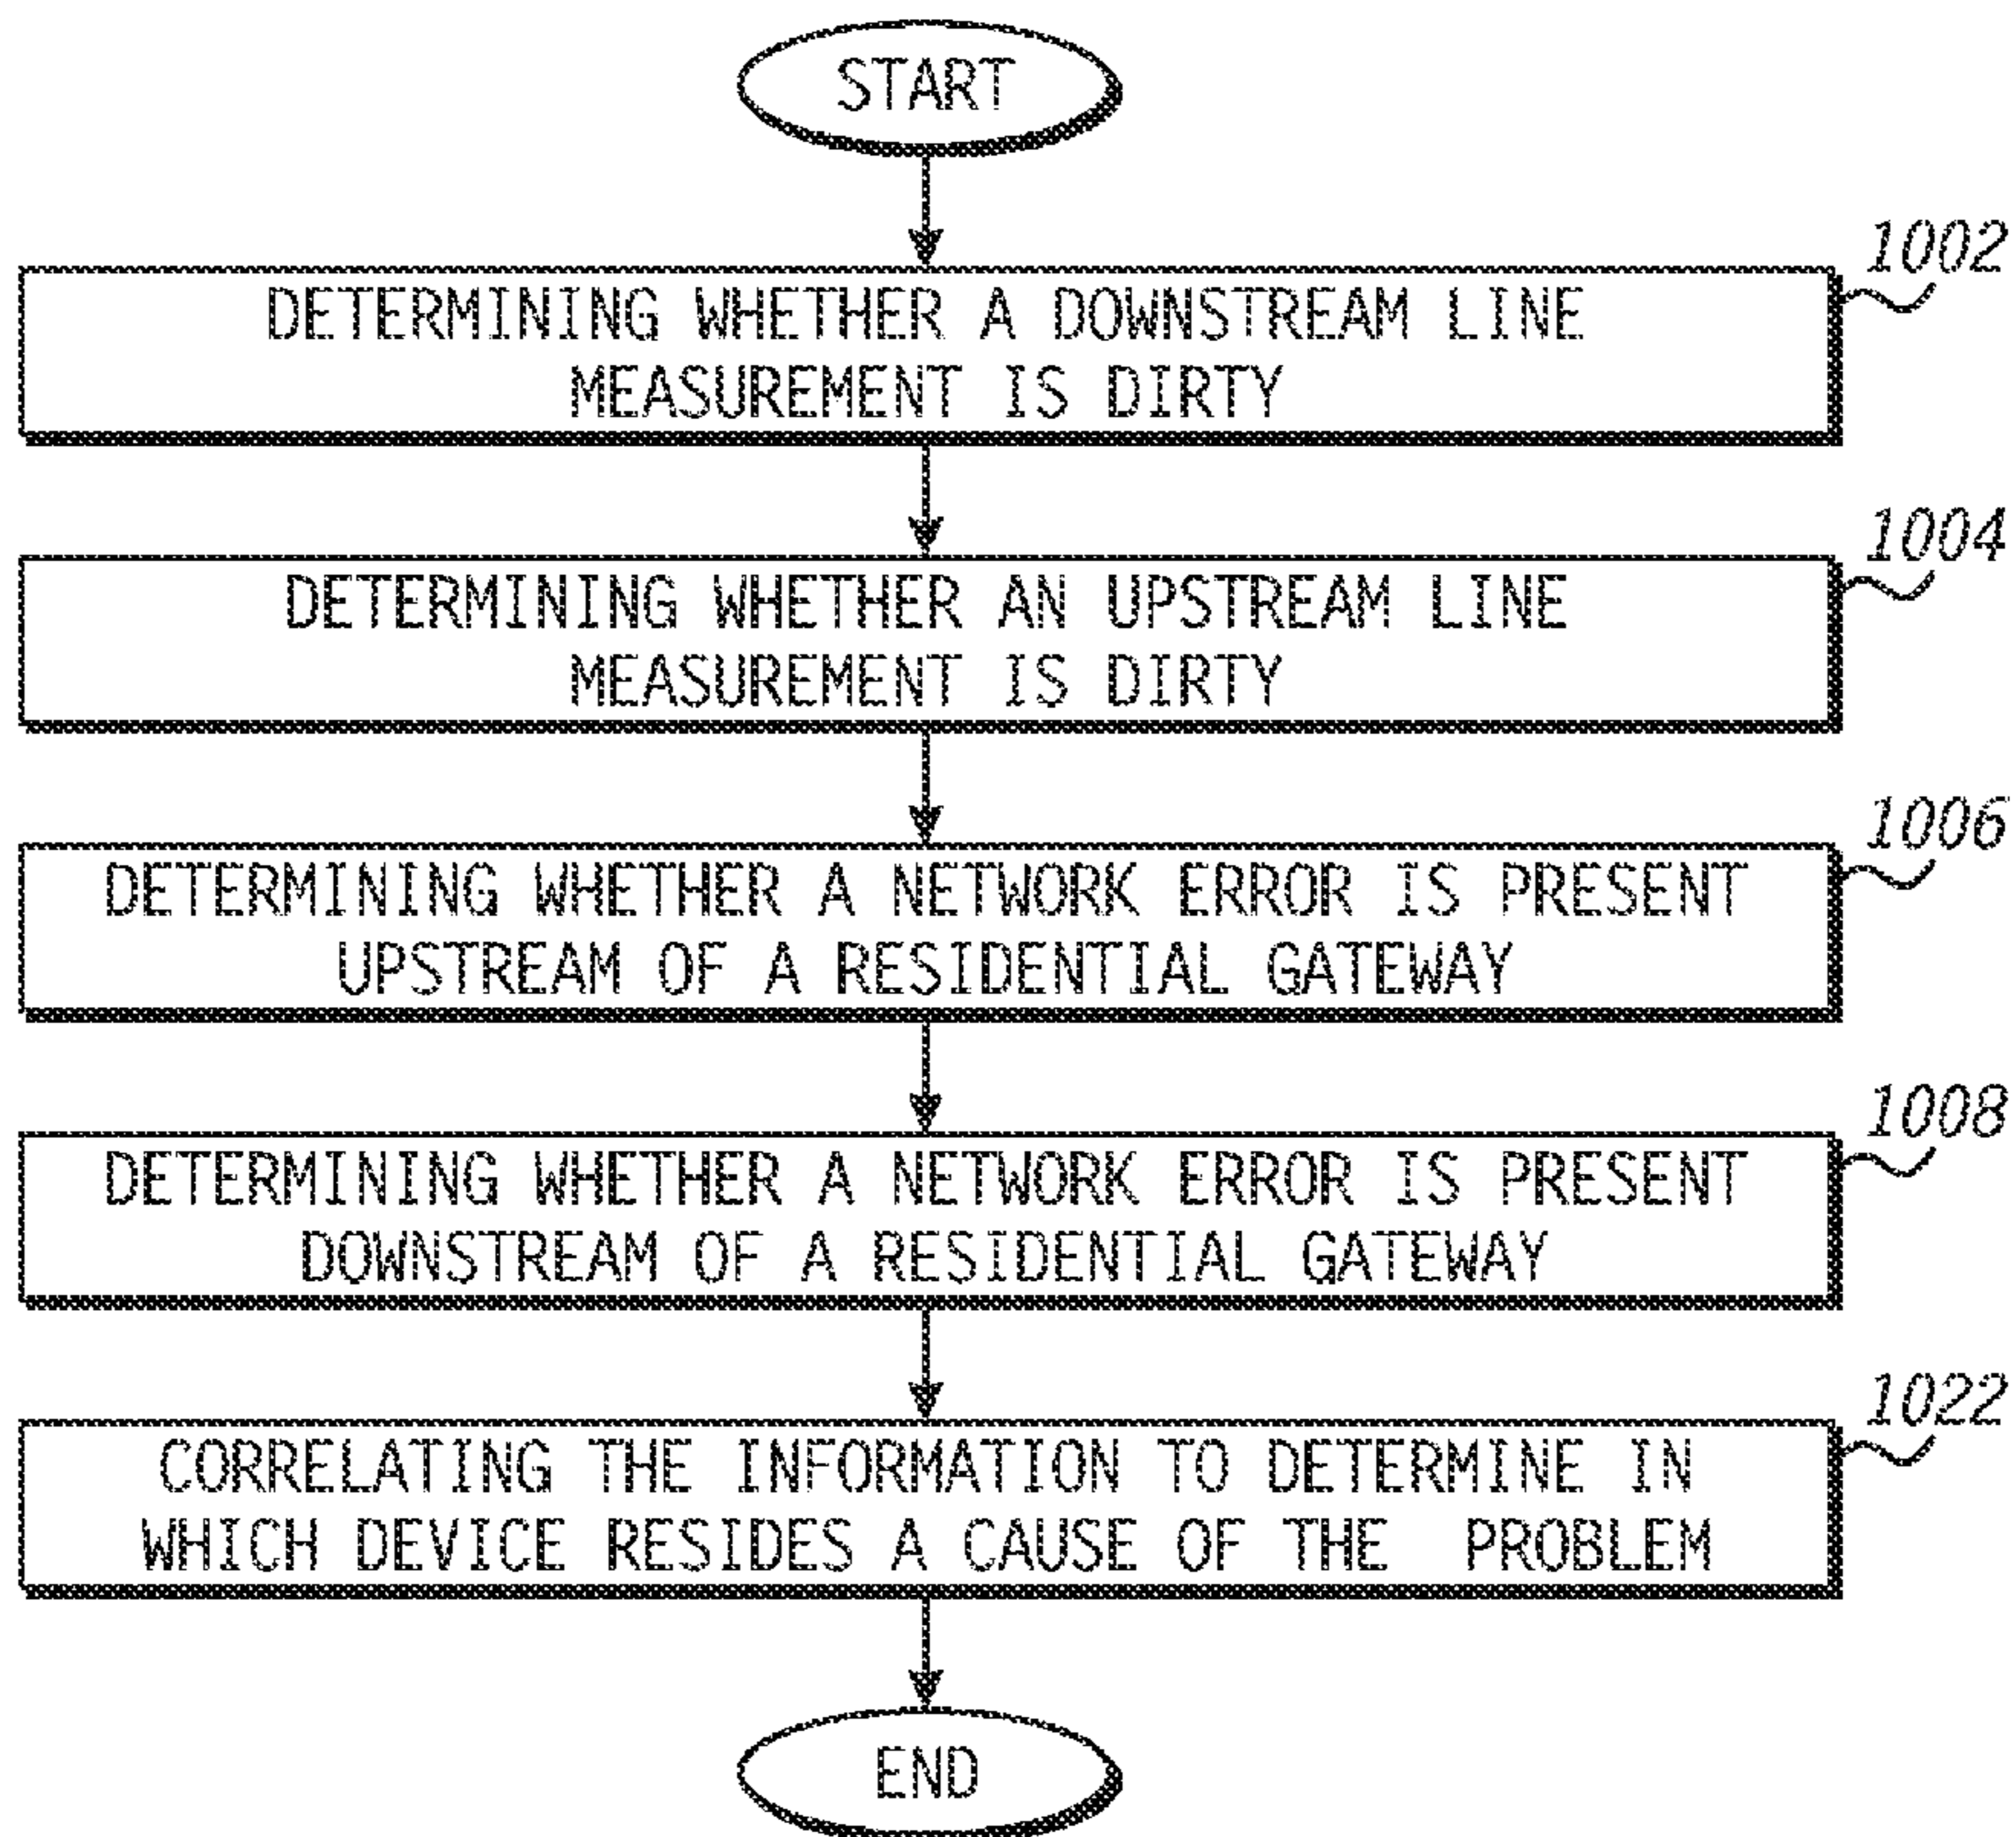 START
1002
DETERMINING WHETHER A DOWNSTREAM LINE
MEASUREMENT IS DIRTY
1004
DETERMINING WHETHER AN UPSTREAM LINE
MEASUREMENT IS DIRTY
1006
DETERMINING WHETHER A NETWORK ERROR IS PRESENT
UPSTREAM OF A RESIDENTIAL GATEWAY
1008
DETERMINING WHETHER A NETWORK ERROR IS PRESENT
DOWNSTREAM OF A RESIDENTIAL GATEWAY
1022
CORRELATING THE INFORMATION TO DETERMINE IN
WHICH DEVICE RESIDES A CAUSE OF THE PROBLEM
END